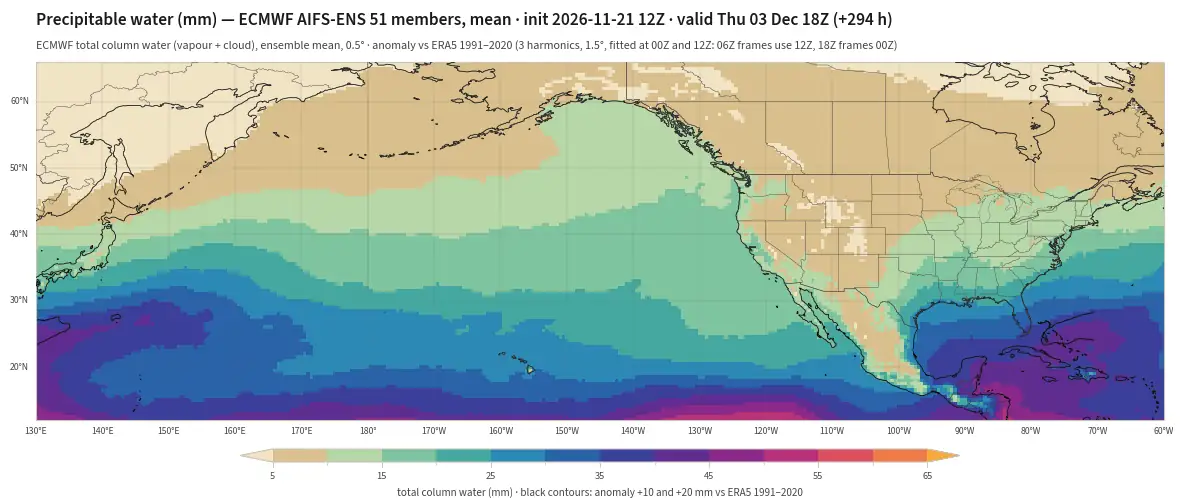 Precipitable water (mm) — ECMWF AIFS-ENS 51 members, mean · init 2026-11-21 12Z · valid Thu 03 Dec 18Z (+294 h)
ECMWF total column water (vapour + cloud), ensemble mean, 0.5° · anomaly vs ERA5 1991–2020 (3 harmonics, 1.5°, fitted at 00Z and 12Z: 06Z frames use 12Z, 18Z frames 00Z)
60°N
50°N
40°N
30°N
20°N
130°E 140°E 150°E 160°E 170°E 180° 170°W 160°W 150°W 140°W 130°W 120°W 110°W 100°W 90°W 80°W 70°W 60°W
5 15 25 35 45 55 65
total column water (mm) · black contours: anomaly +10 and +20 mm vs ERA5 1991–2020